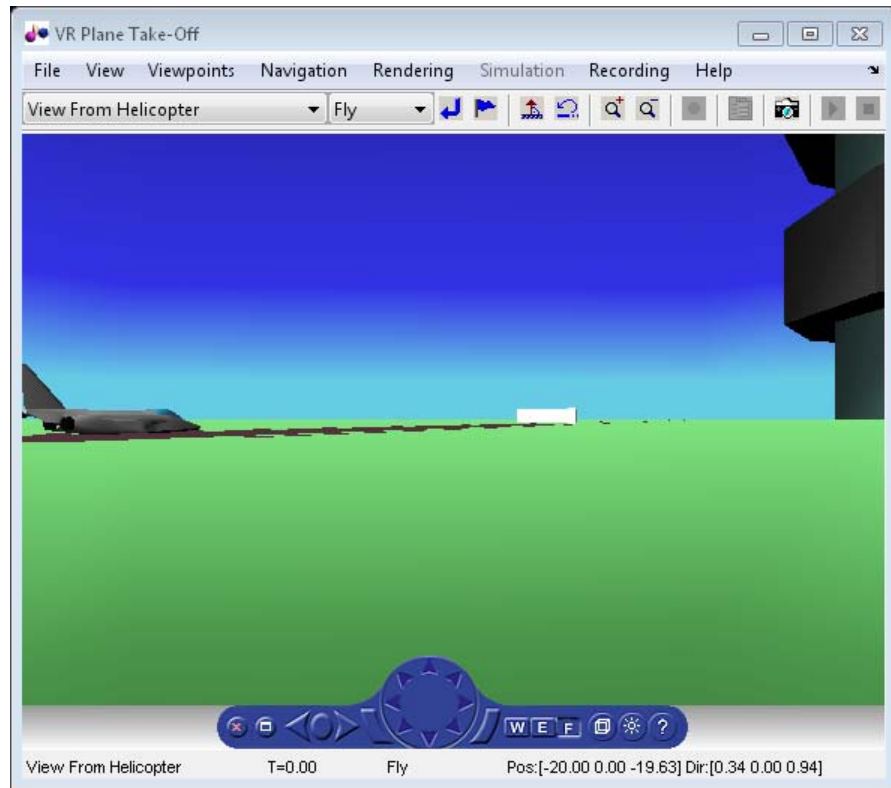 VR Plane Take-Off
File View Viewpoints Navigation Rendering Simulation Recording Help
View From Helicopter Fly
W E F ?
View From Helicopter T=0.00 Fly Pos:[-20.00 0.00 -19.63] Dir:[0.34 0.00 0.94]